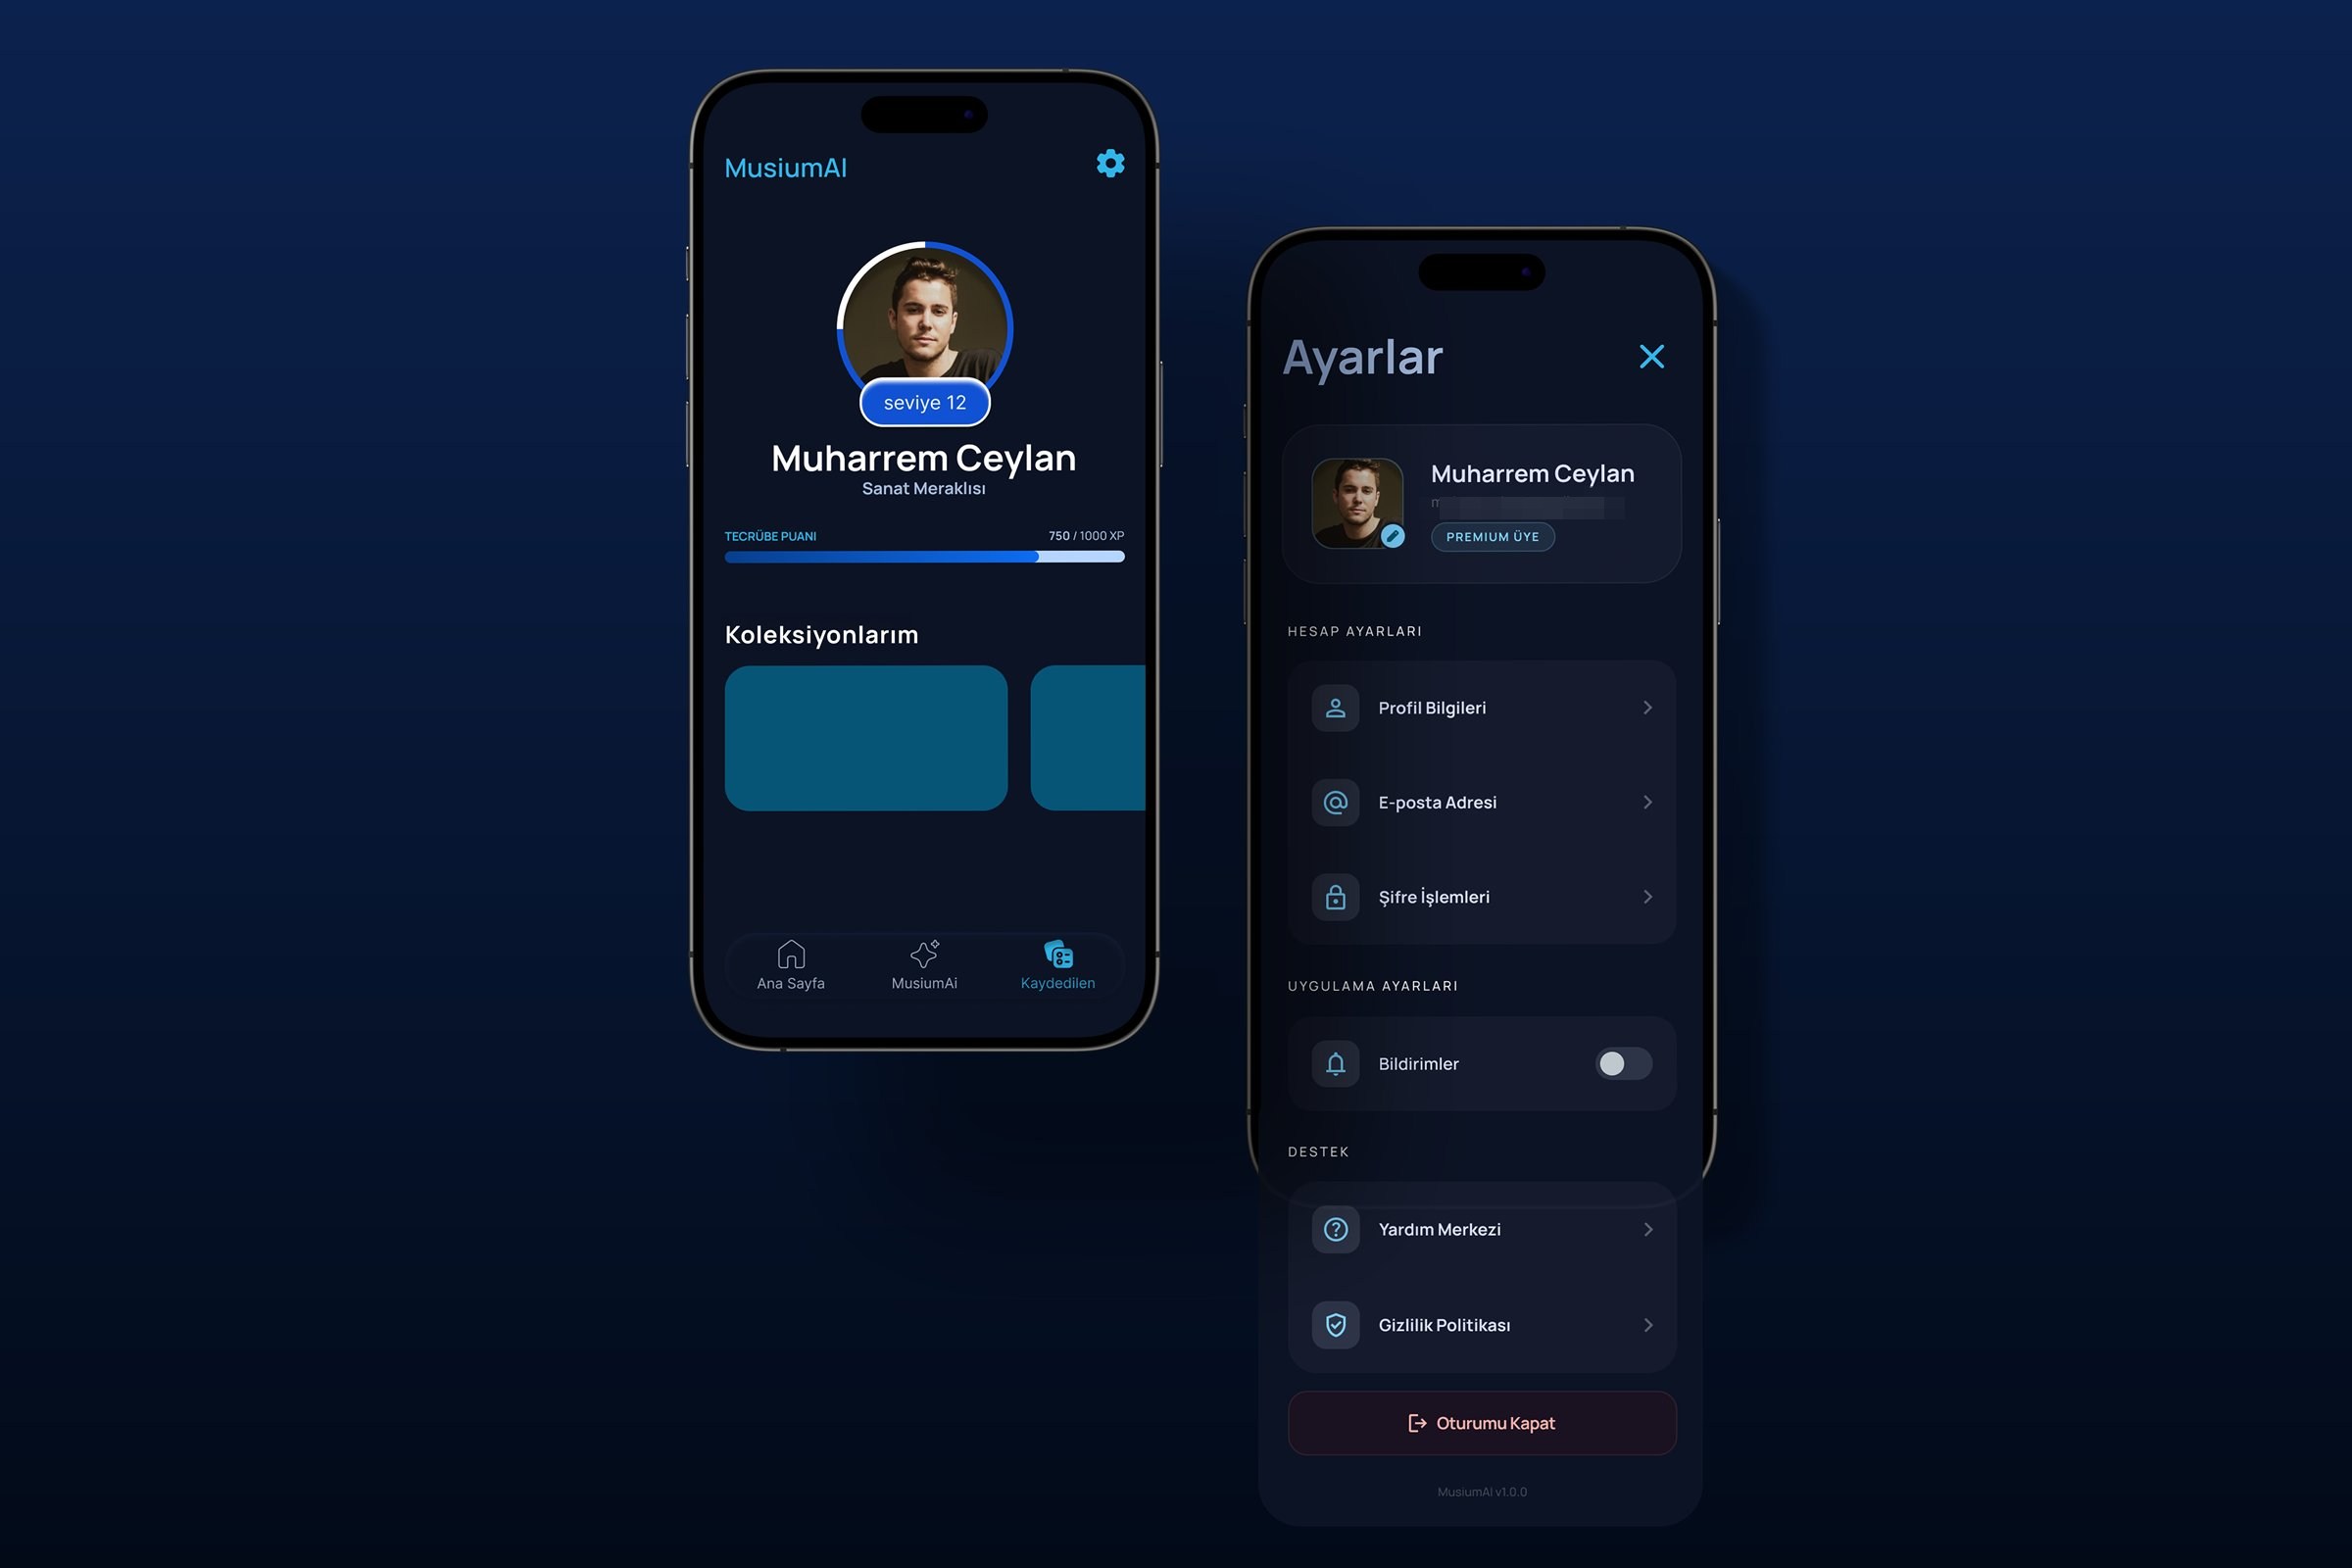 MusiumAI
seviye 12
Muharrem Ceylan
Sanat Meraklısı
TECRÜBE PUANI
750 / 1000 XP
Koleksiyonlarım
Ana Sayfa
MusiumAi
Kaydedilen
Ayarlar
Muharrem Ceylan
PREMIUM ÜYE
HESAP AYARLARI
Profil Bilgileri
E-posta Adresi
Şifre İşlemleri
UYGULAMA AYARLARI
Bildirimler
DESTEK
Yardım Merkezi
Gizlilik Politikası
Oturumu Kapat
MusiumAI v1.0.0